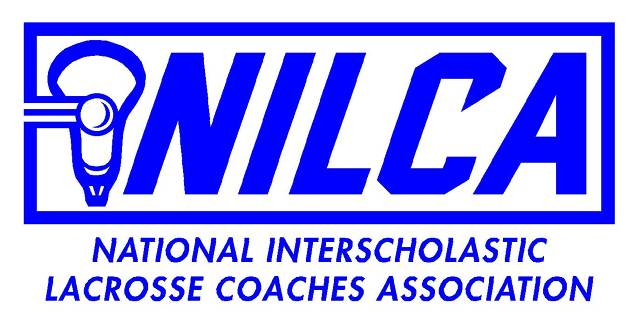 NILCA
NATIONAL INTERSCHOLASTIC
LACROSSE COACHES ASSOCIATION